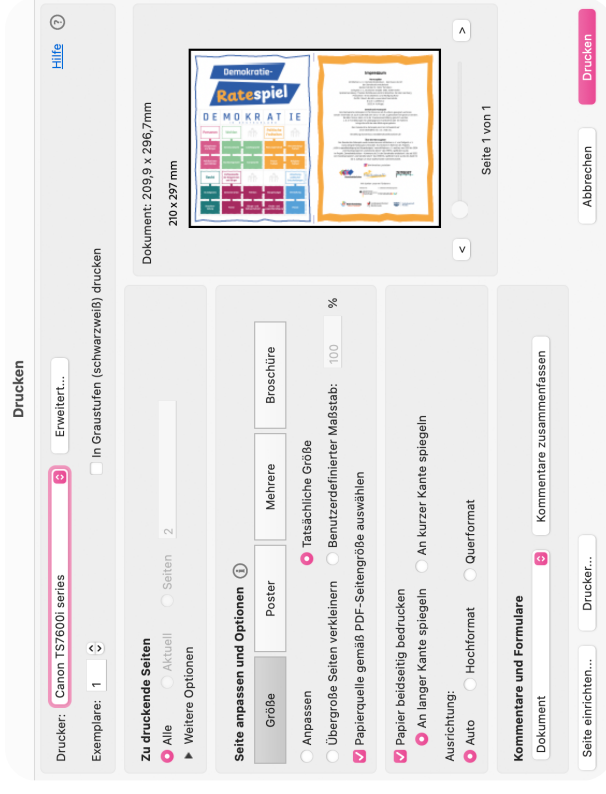 Drucken
Drucker:
Canon TS7600i series
Erweitert...
Hilfe
?
Exemplare:
1
In Graustufen (schwarzweiß) drucken
Zu druckende Seiten
Alle
Aktuell
Seiten
2
Weitere Optionen
Seite anpassen und Optionen
Größe
Poster
Mehrere
Broschüre
Anpassen
Tatsächliche Größe
Übergroße Seiten verkleinern
Benutzerdefinierter Maßstab:
100
%
Papierquelle gemäß PDF-Seitengröße auswählen
Papier beidseitig bedrucken
An langer Kante spiegeln
An kurzer Kante spiegeln
Ausrichtung:
Auto
Hochformat
Querformat
Kommentare und Formulare
Dokument
Kommentare zusammenfassen
Dokument: 209,9 x 296,7mm
210 x 297 mm
Demokratie-
Ratespiel
DEMOKRATIE
Impressum
<
>
Seite 1 von 1
Seite einrichten...
Drucker...
Abbrechen
Drucken